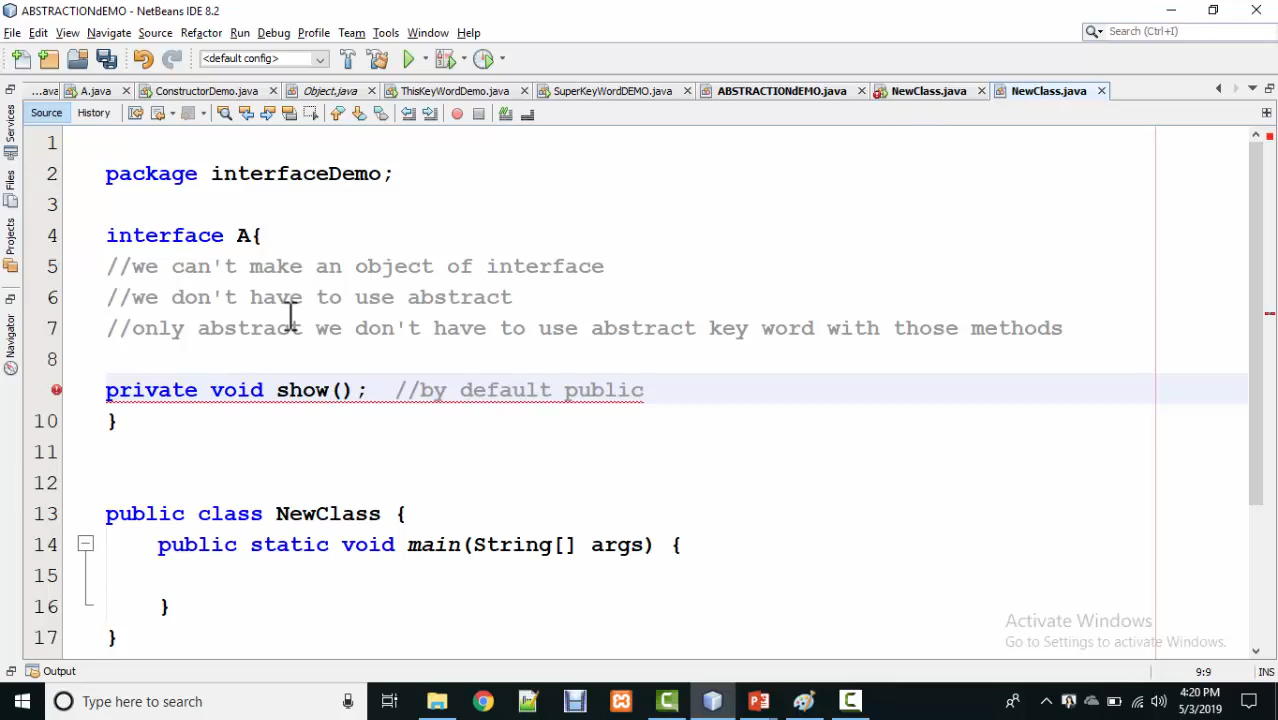 ABSTRACTIONdEMO - NetBeans IDE 8.2
File Edit View Navigate Source Refactor Run Debug Profile Team Tools Window Help
Search (Ctrl+I)
<default config>
...ava A.java ConstructorDemo.java Object.java ThisKeyWordDemo.java SuperKeyWordDEMO.java ABSTRACTIONdEMO.java NewClass.java NewClass.java
Source History
Services
Files
Projects
Navigator
1
2 package interfaceDemo;
3
4 interface A{
5 //we can't make an object of interface
6 //we don't have to use abstract
7 //only abstract we don't have to use abstract key word with those methods
8
private void show(); //by default public
10 }
11
12
13 public class NewClass {
14 public static void main(String[] args) {
15
16 }
17 }
Activate Windows
Go to Settings to activate Windows.
Output
9:9 INS
Type here to search
4:20 PM
5/3/2019